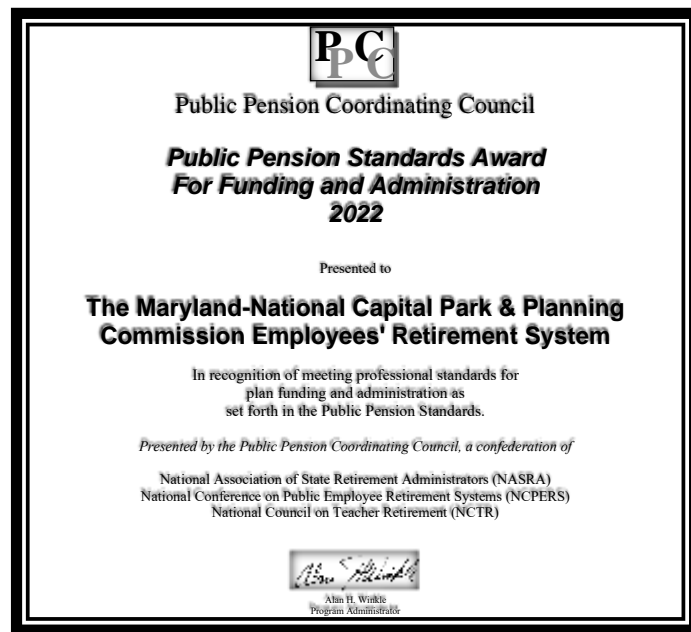 PPCC
Public Pension Coordinating Council
Public Pension Standards Award
For Funding and Administration
2022
Presented to
The Maryland-National Capital Park & Planning
Commission Employees' Retirement System
In recognition of meeting professional standards for
plan funding and administration as
set forth in the Public Pension Standards.
Presented by the Public Pension Coordinating Council, a confederation of
National Association of State Retirement Administrators (NASRA)
National Conference on Public Employee Retirement Systems (NCPERS)
National Council on Teacher Retirement (NCTR)
Alan H. Winkle
Alan H. Winkle
Program Administrator